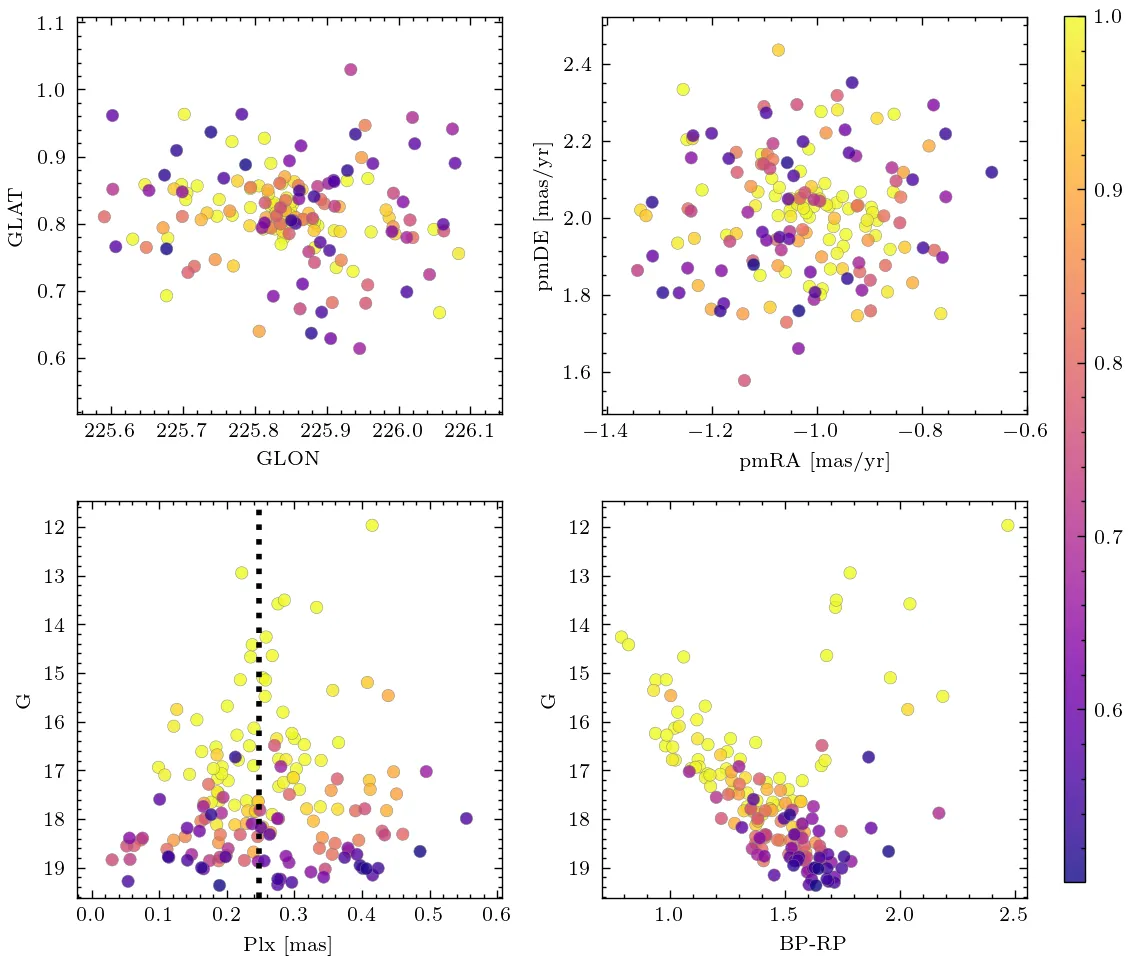 1.1
1.0
0.9
0.8
0.7
0.6
GLAT
225.6 225.7 225.8 225.9 226.0 226.1
GLON
2.4
2.2
2.0
1.8
1.6
pmDE [mas/yr]
−1.4 −1.2 −1.0 −0.8 −0.6
pmRA [mas/yr]
1.0
0.9
0.8
0.7
0.6
12
13
14
15
16
17
18
19
G
0.0 0.1 0.2 0.3 0.4 0.5 0.6
Plx [mas]
12
13
14
15
16
17
18
19
G
1.0 1.5 2.0 2.5
BP-RP